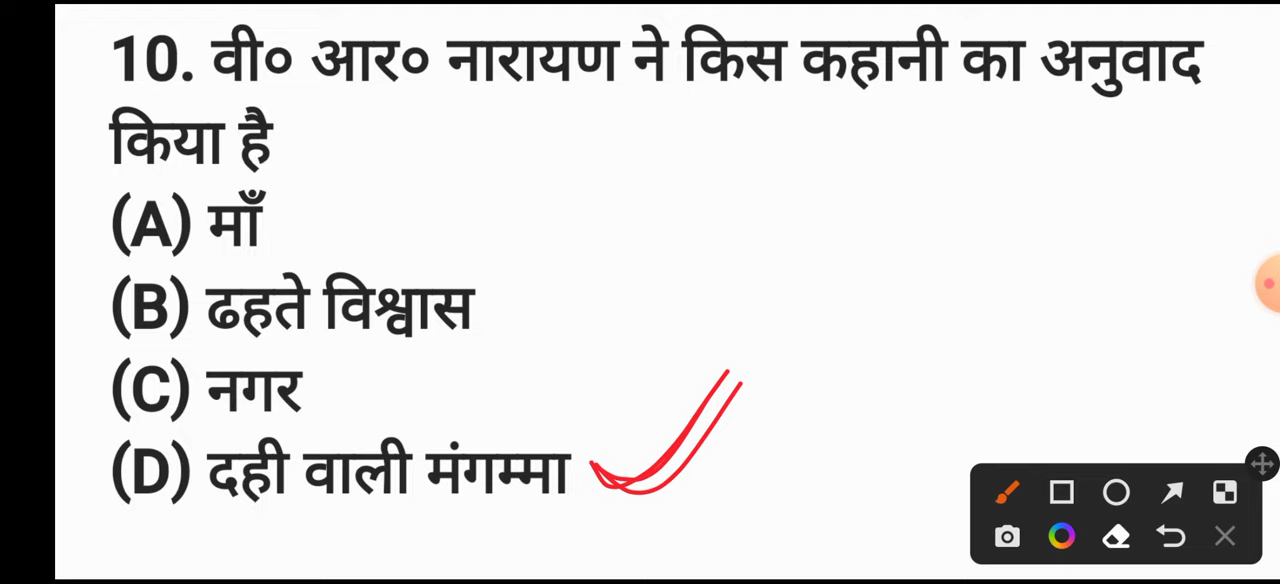 10. वी० आर० नारायण ने किस कहानी का अनुवाद
किया है
(A) माँ
(B) ढहते विश्वास
(C) नगर
(D) दही वाली मंगम्मा